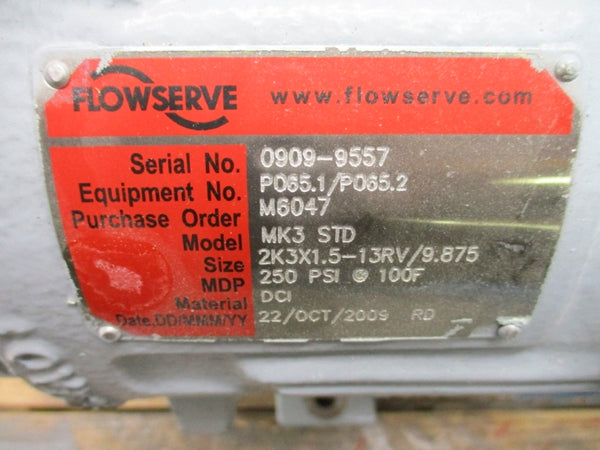 FLOWSERVE www.flowserve.com
Serial No. 0909-9557
Equipment No. P065.1/P065.2
Purchase Order M6047
Model MK3 STD
Size 2K3X1.5-13RV/9.875
MDP 250 PSI @ 100F
Material DCI
Date,DD/MMM/YY 22/OCT/2009 RD